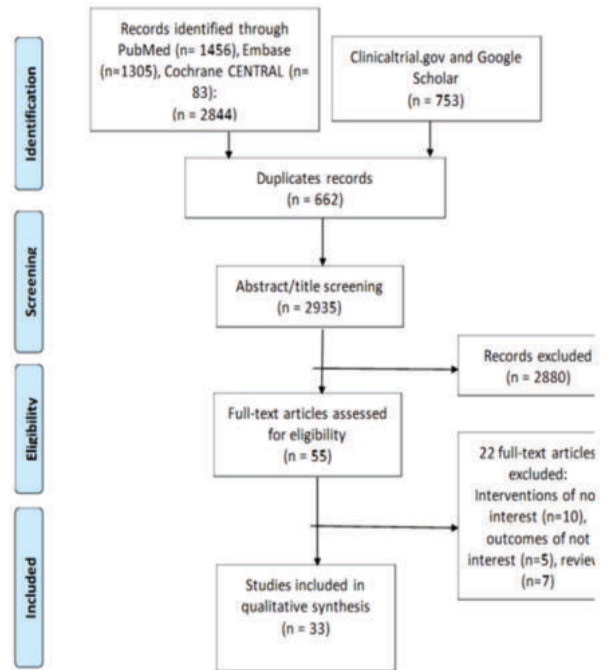 Identification
Records identified through
PubMed (n= 1456), Embase
(n=1305), Cochrane CENTRAL (n=
83):
(n = 2844)
Clinicaltrial.gov and Google
Scholar
(n = 753)
Duplicates records
(n = 662)
Screening
Abstract/title screening
(n = 2935)
Records excluded
(n = 2880)
Eligibility
Full-text articles assessed
for eligibility
(n = 55)
22 full-text articles
excluded:
Interventions of no
interest (n=10),
outcomes of not
interest (n=5), review
(n=7)
Included
Studies included in
qualitative synthesis
(n = 33)